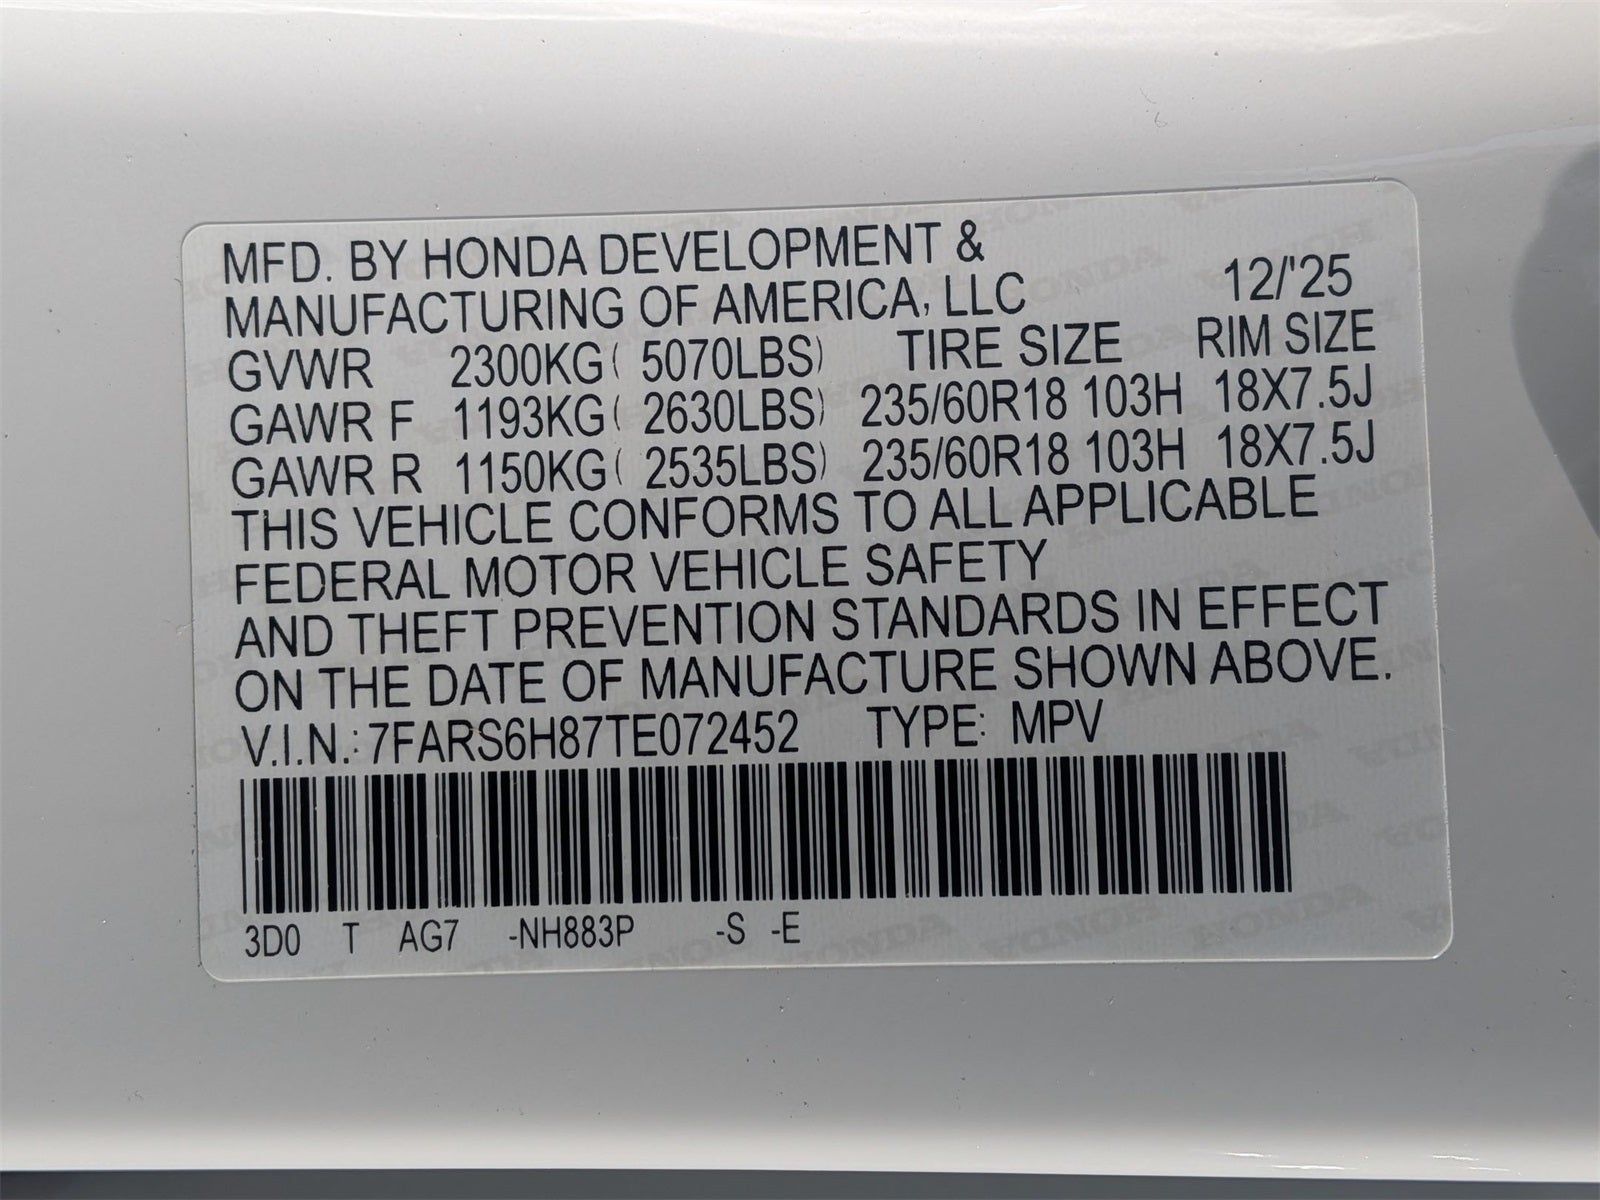 MFD. BY HONDA DEVELOPMENT &
MANUFACTURING OF AMERICA, LLC 12/'25
GVWR 2300KG( 5070LBS) TIRE SIZE RIM SIZE
GAWR F 1193KG( 2630LBS) 235/60R18 103H 18X7.5J
GAWR R 1150KG( 2535LBS) 235/60R18 103H 18X7.5J
THIS VEHICLE CONFORMS TO ALL APPLICABLE
FEDERAL MOTOR VEHICLE SAFETY
AND THEFT PREVENTION STANDARDS IN EFFECT
ON THE DATE OF MANUFACTURE SHOWN ABOVE.
V.I.N.: 7FARS6H87TE072452 TYPE: MPV
3D0 T AG7 -NH883P -S -E